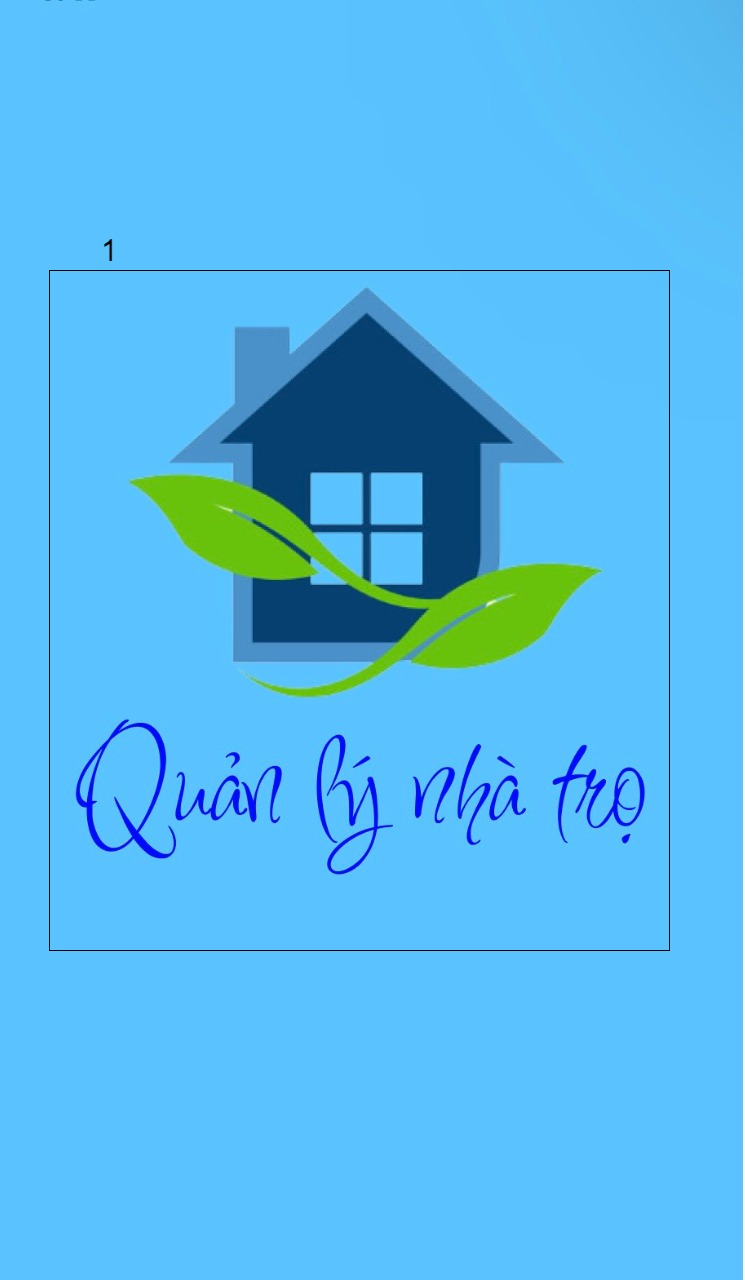 1
Quản lý nhà trọ